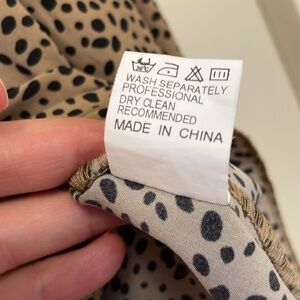 WASH SEPARATELY
PROFESSIONAL
DRY CLEAN
RECOMMENDED
MADE IN CHINA